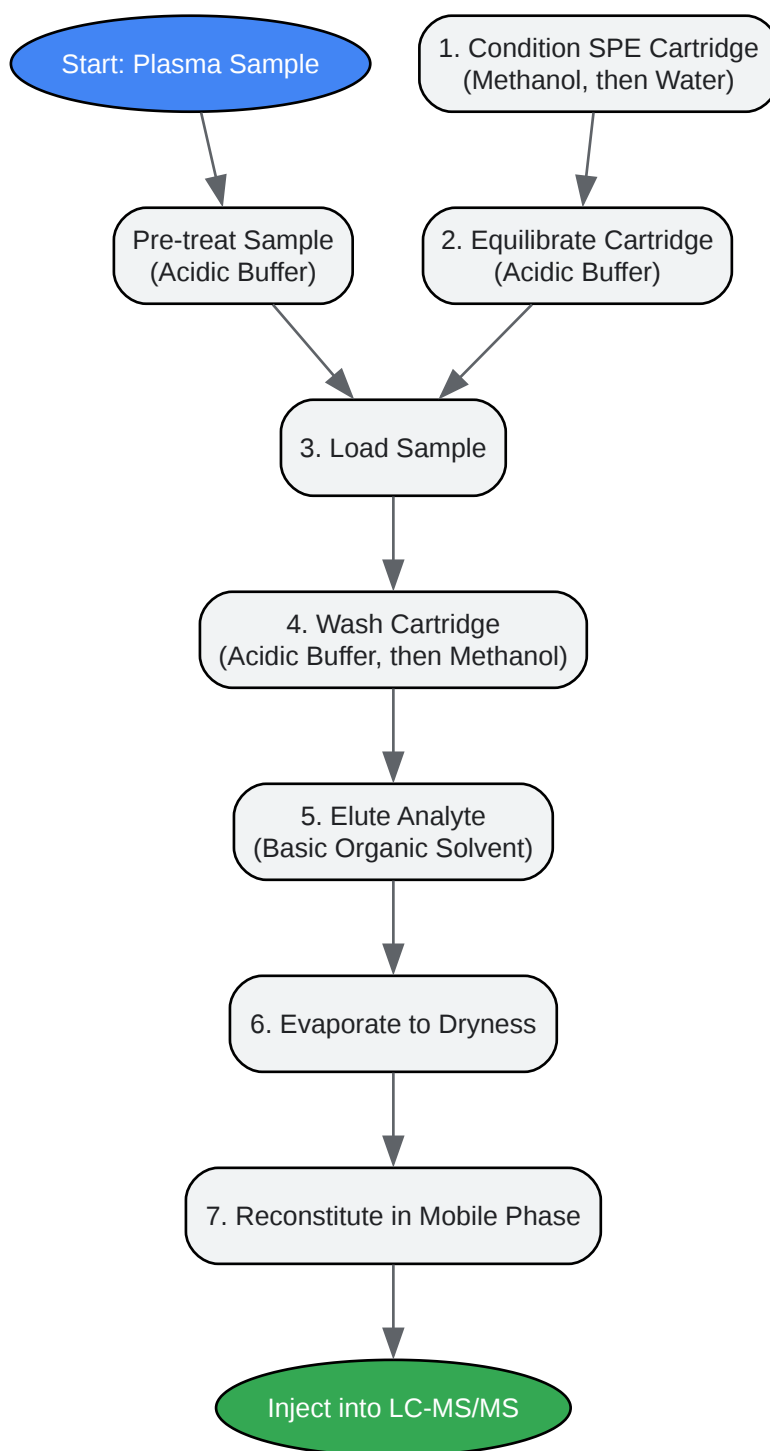 Start: Plasma Sample
1. Condition SPE Cartridge
(Methanol, then Water)
Pre-treat Sample
(Acidic Buffer)
2. Equilibrate Cartridge
(Acidic Buffer)
3. Load Sample
4. Wash Cartridge
(Acidic Buffer, then Methanol)
5. Elute Analyte
(Basic Organic Solvent)
6. Evaporate to Dryness
7. Reconstitute in Mobile Phase
Inject into LC-MS/MS